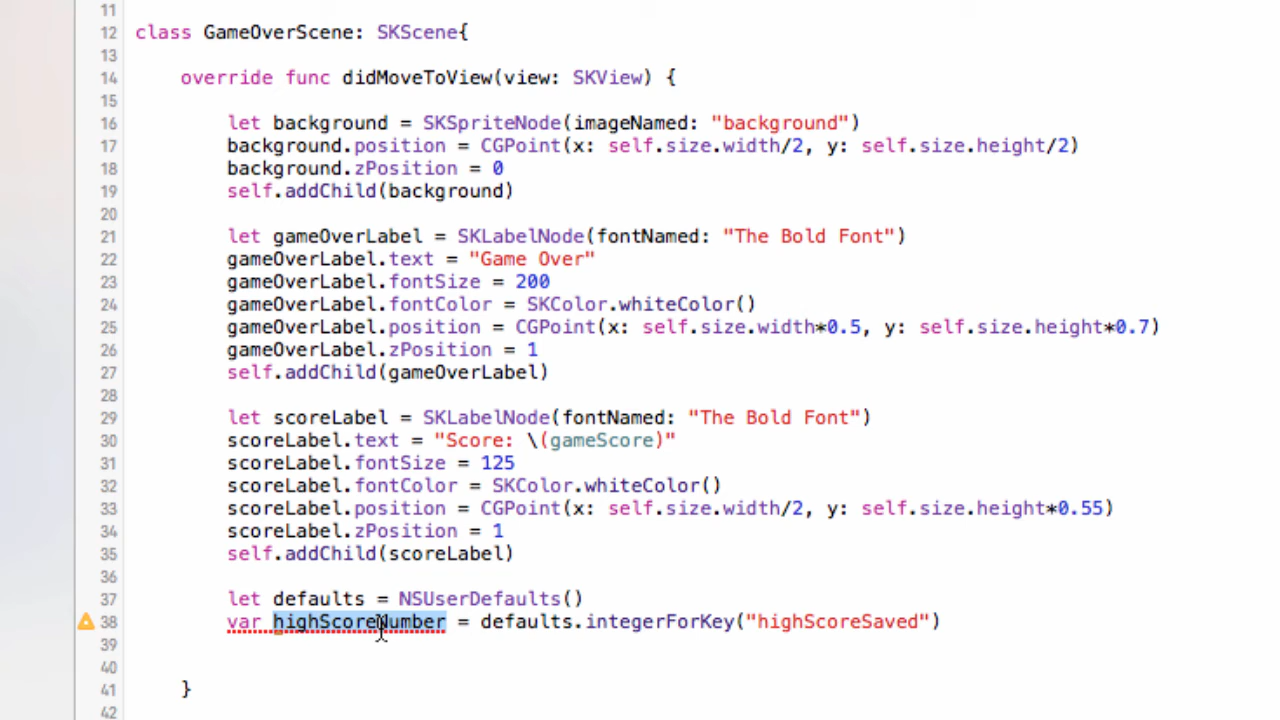 11
12 class GameOverScene: SKScene{
13
14 override func didMoveToView(view: SKView) {
15
16 let background = SKSpriteNode(imageNamed: "background")
17 background.position = CGPoint(x: self.size.width/2, y: self.size.height/2)
18 background.zPosition = 0
19 self.addChild(background)
20
21 let gameOverLabel = SKLabelNode(fontNamed: "The Bold Font")
22 gameOverLabel.text = "Game Over"
23 gameOverLabel.fontSize = 200
24 gameOverLabel.fontColor = SKColor.whiteColor()
25 gameOverLabel.position = CGPoint(x: self.size.width*0.5, y: self.size.height*0.7)
26 gameOverLabel.zPosition = 1
27 self.addChild(gameOverLabel)
28
29 let scoreLabel = SKLabelNode(fontNamed: "The Bold Font")
30 scoreLabel.text = "Score: \(gameScore)"
31 scoreLabel.fontSize = 125
32 scoreLabel.fontColor = SKColor.whiteColor()
33 scoreLabel.position = CGPoint(x: self.size.width/2, y: self.size.height*0.55)
34 scoreLabel.zPosition = 1
35 self.addChild(scoreLabel)
36
37 let defaults = NSUserDefaults()
38 var highScoreNumber = defaults.integerForKey("highScoreSaved")
39
40
41 }
42